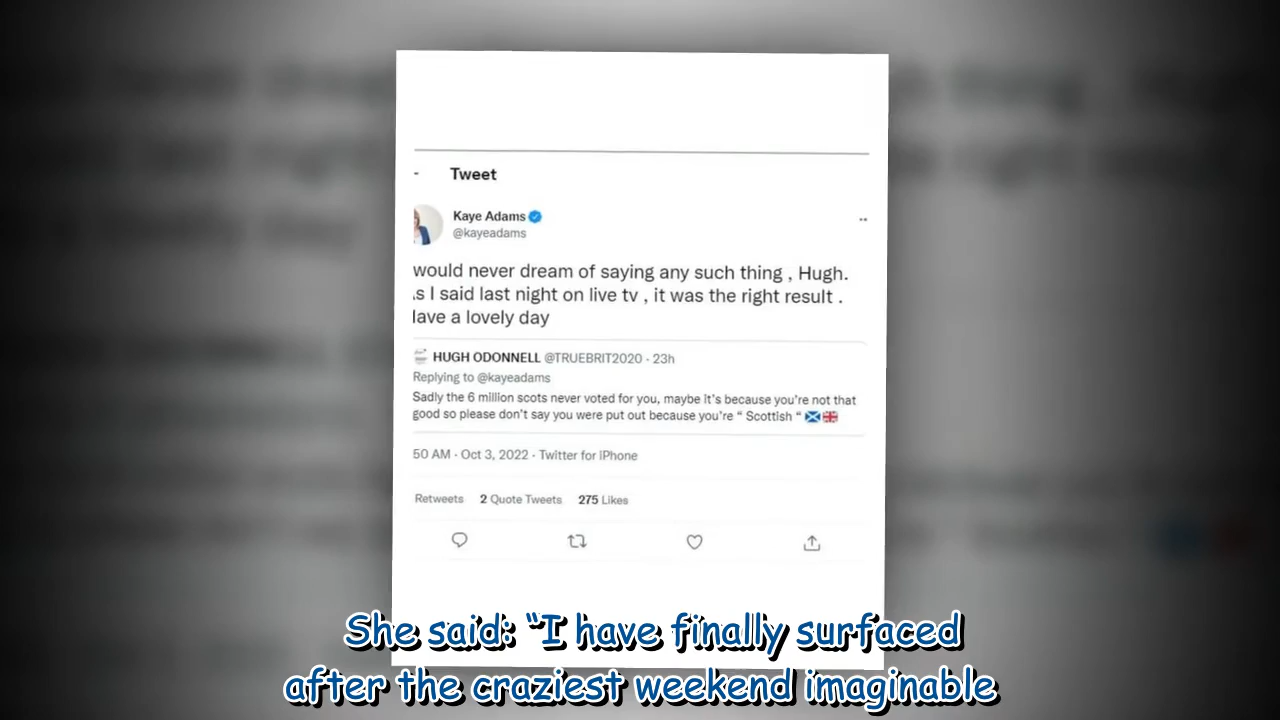 Tweet
Kaye Adams
@kayeadams
would never dream of saying any such thing , Hugh.
s I said last night on live tv , it was the right result .
lave a lovely day
HUGH ODONNELL @TRUEBRIT2020 · 23h
Replying to @kayeadams
Sadly the 6 million scots never voted for you, maybe it's because you're not that
good so please don't say you were put out because you're “ Scottish “
50 AM · Oct 3, 2022 · Twitter for iPhone
Retweets 2 Quote Tweets 275 Likes
She said: “I have finally surfaced
after the craziest weekend imaginable